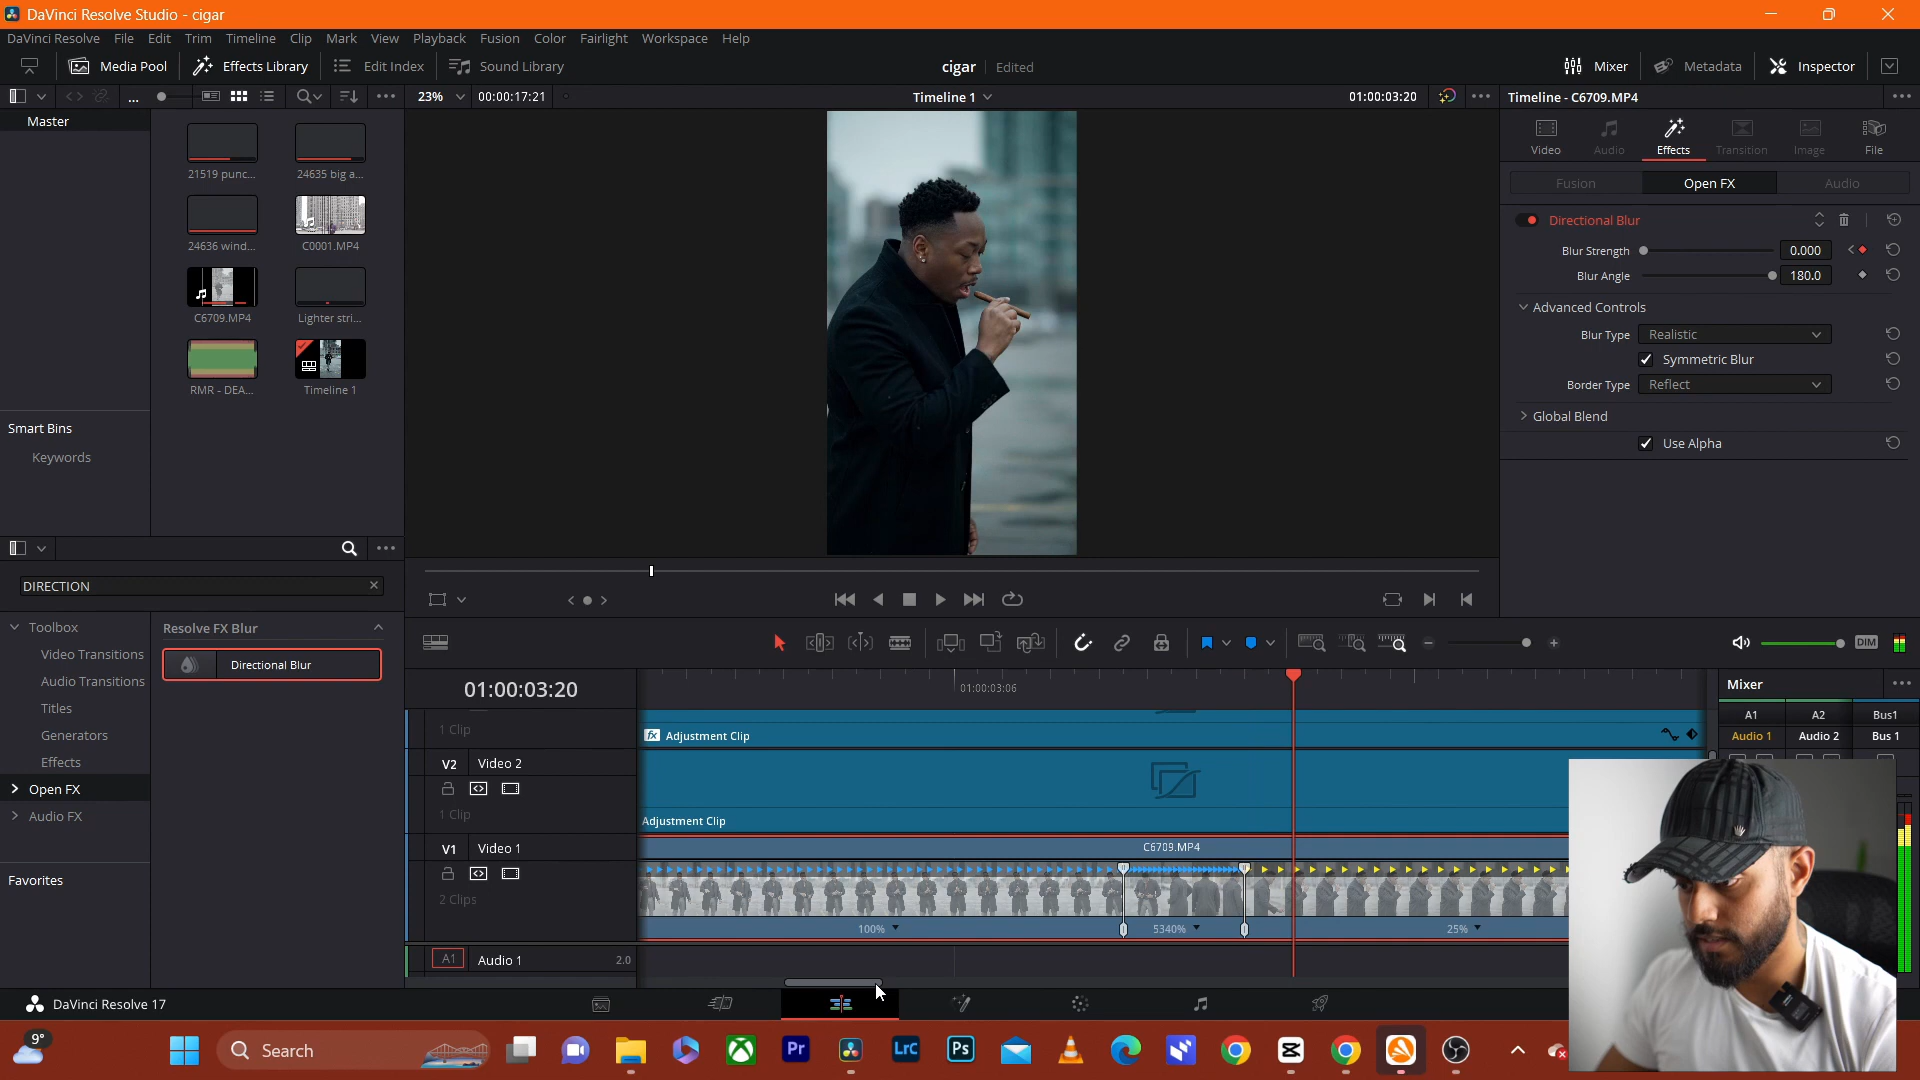 DaVinci Resolve Studio - cigar
DaVinci Resolve File Edit Trim Timeline Clip Mark View Playback Fusion Color Fairlight Workspace Help
Media Pool Effects Library Edit Index Sound Library cigar Edited Mixer Metadata Inspector
23% 00:00:17:21 Timeline 1 01:00:03:20 Timeline - C6709.MP4
Master
21519 punc... 24635 big a...
24636 wind... C0001.MP4
C6709.MP4 Lighter stri...
RMR - DEA... Timeline 1
Smart Bins
Keywords
Video Audio Effects Transition Image File
Fusion Open FX Audio
Directional Blur
Blur Strength 0.000
Blur Angle 180.0
Advanced Controls
Blur Type Realistic
Symmetric Blur
Border Type Reflect
Global Blend
Use Alpha
DIRECTION
Toolbox
Video Transitions
Audio Transitions
Titles
Generators
Effects
Open FX
Audio FX
Favorites
Resolve FX Blur
Directional Blur
DIM
01:00:03:20
01:00:03:06
1 Clip
Adjustment Clip
V2 Video 2
1 Clip
Adjustment Clip
V1 Video 1
C6709.MP4
2 Clips
100% 5340% 25%
A1 Audio 1 2.0
Mixer
A1 A2 Bus1
Audio 1 Audio 2 Bus 1
DaVinci Resolve 17
9°
Search
Pr
LrC
Ps